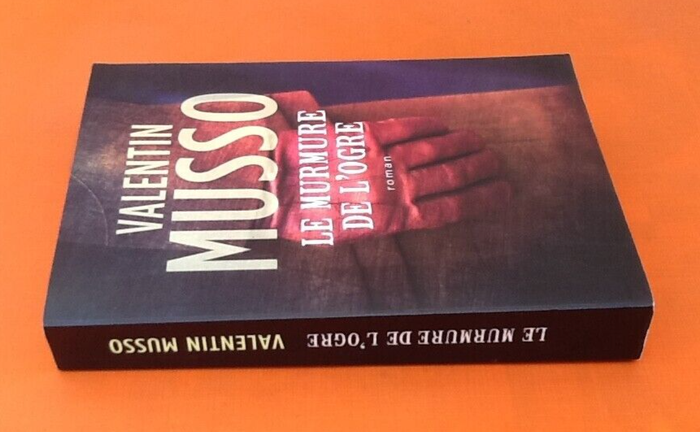 VALENTIN
MUSSO
LE MURMURE
DE L'OGRE
roman
VALENTIN MUSSO LE MURMURE DE L'OGRE